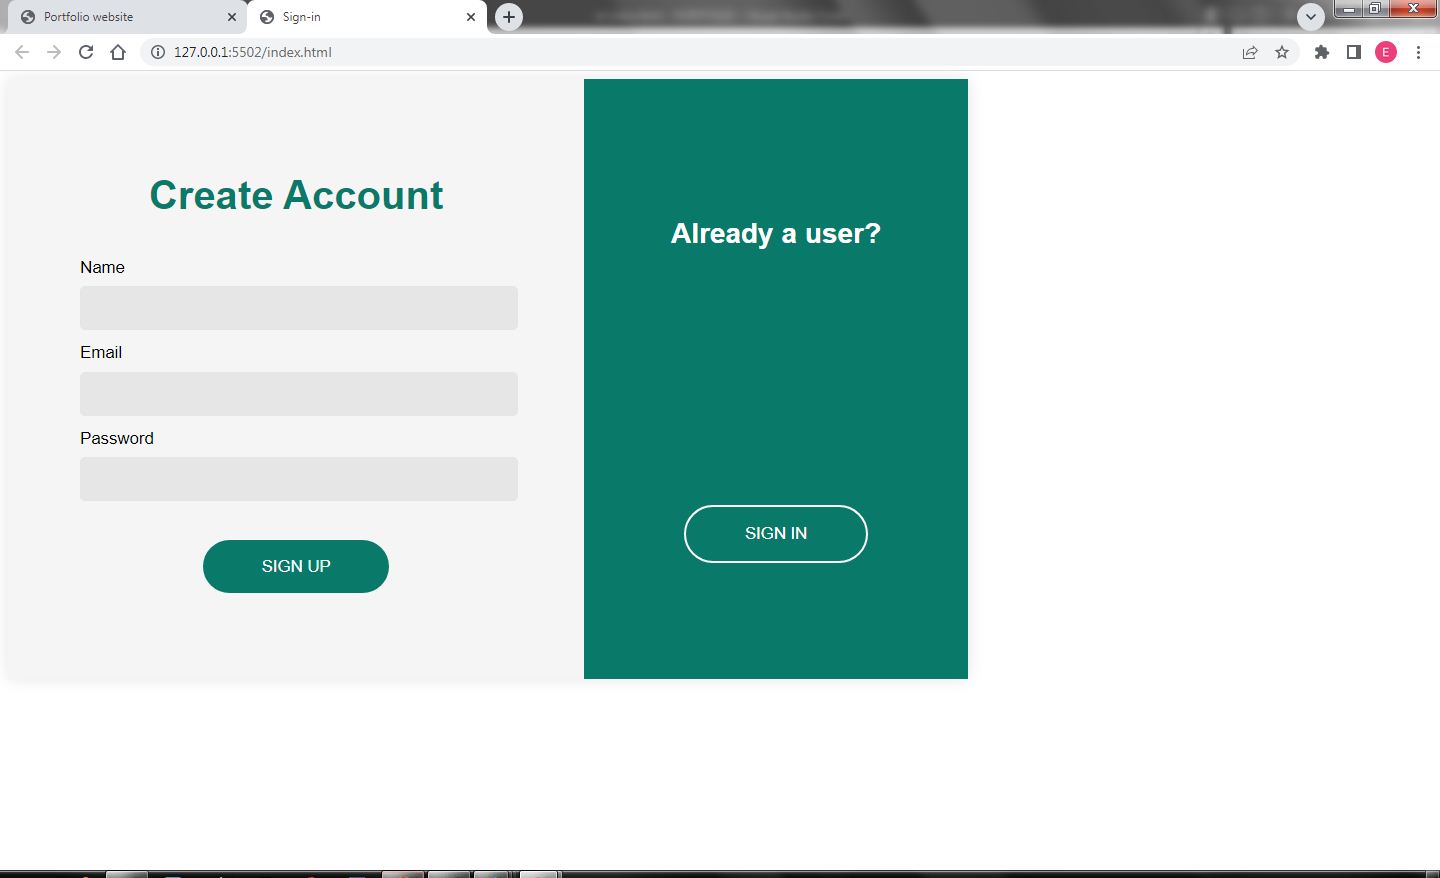 Portfolio website
Sign-in
127.0.0.1:5502/index.html
E
Create Account
Name
Email
Password
SIGN UP
Already a user?
SIGN IN